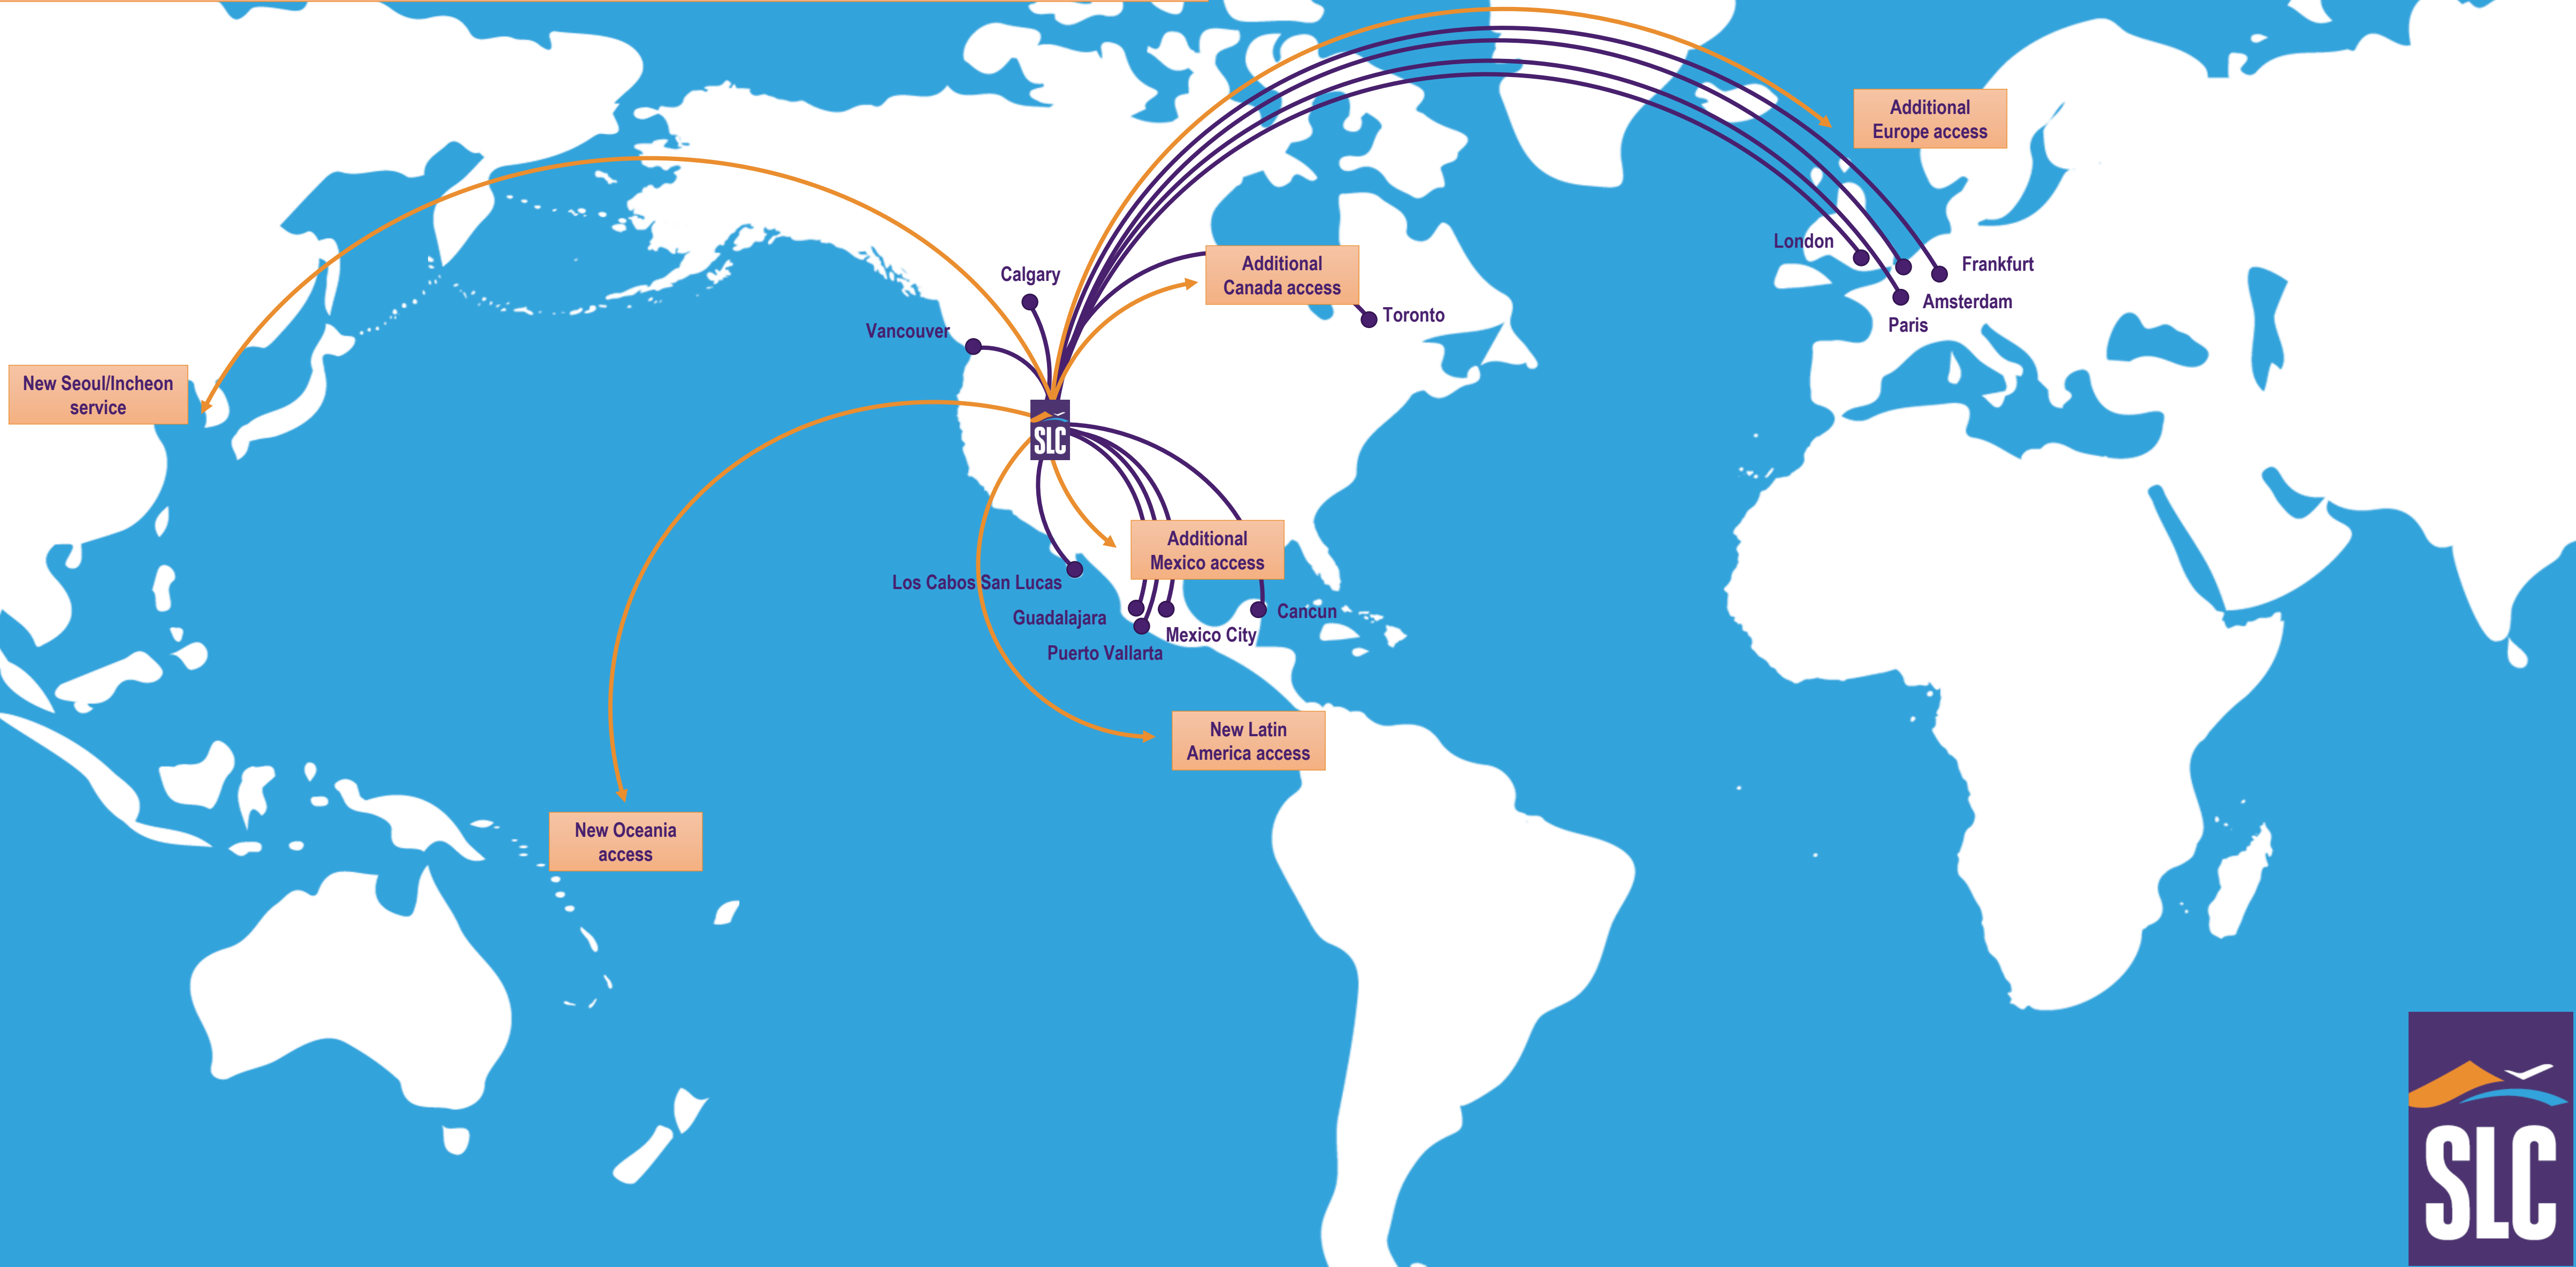 Additional
Europe access
London
Frankfurt
Amsterdam
Paris
Additional
Canada access
Calgary
Toronto
Vancouver
New Seoul/Incheon
service
SLC
Additional
Mexico access
Los Cabos San Lucas
Guadalajara
Cancun
Mexico City
Puerto Vallarta
New Latin
America access
New Oceania
access
SLC